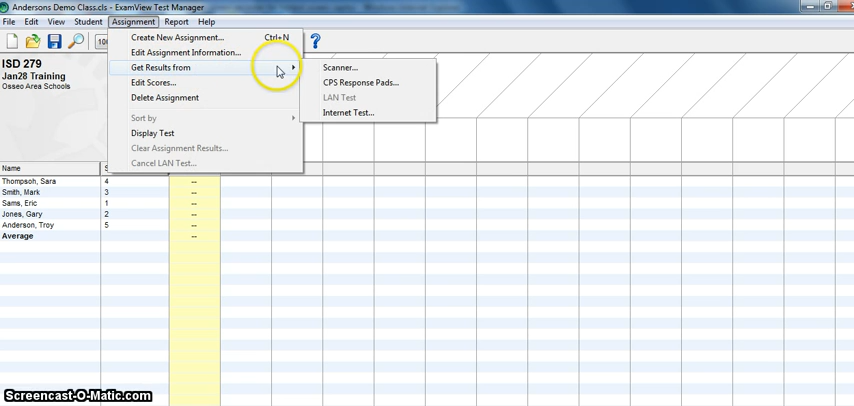 Andersons Demo Class.cls - ExamView Test Manager
File Edit View Student Assignment Report Help
100
ISD 279
Jan28 Training
Osseo Area Schools
Create New Assignment... Ctrl+N
Edit Assignment Information...
Get Results from
Edit Scores...
Delete Assignment
Sort by
Display Test
Clear Assignment Results...
Cancel LAN Test...
Scanner...
CPS Response Pads...
LAN Test
Internet Test...
Name
Thompson, Sara 4 --
Smith, Mark 3 --
Sams, Eric 1 --
Jones, Gary 2 --
Anderson, Troy 5 --
Average --
Screencast-O-Matic.com